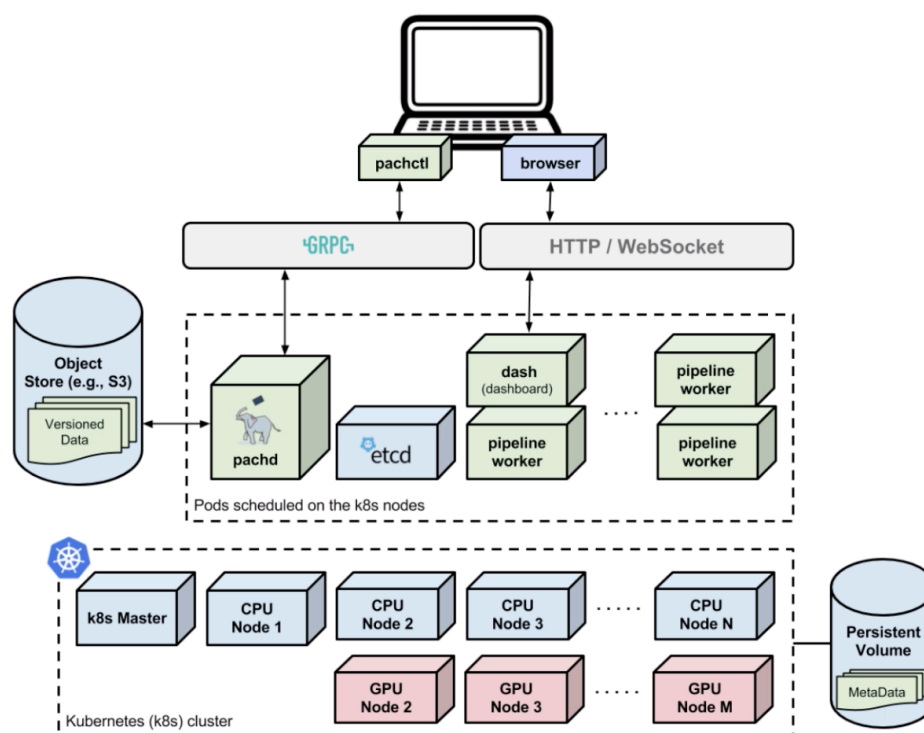 pachctl
browser
GRPC
HTTP / WebSocket
Object
Store (e.g., S3)
Versioned
Data
pachd
etcd
dash
(dashboard)
pipeline
worker
. . . .
pipeline
worker
pipeline
worker
pipeline
worker
Pods scheduled on the k8s nodes
k8s Master
CPU
Node 1
CPU
Node 2
CPU
Node 3
. . . . .
CPU
Node N
GPU
Node 2
GPU
Node 3
. . . . .
GPU
Node M
Kubernetes (k8s) cluster
Persistent
Volume
MetaData